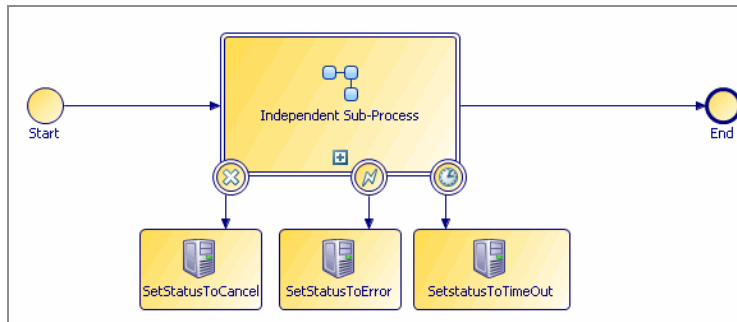 Independent Sub-Process
Start
End
SetStatusToCancel
SetStatusToError
SetstatusToTimeOut